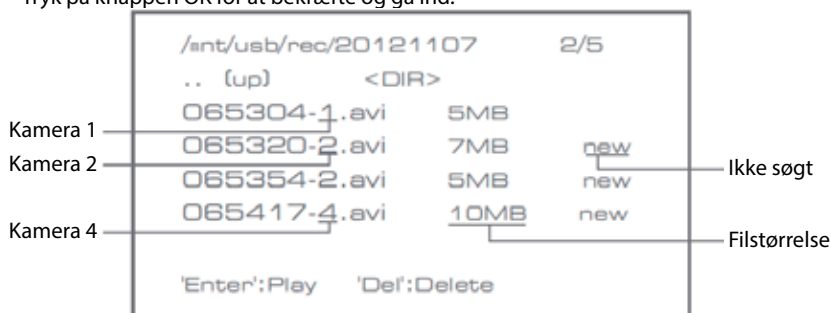 Tryk på knappen OK for at bekræfte og gå ind.
/mnt/usb/rec/20121107 2/5
.. (up) <DIR>
065304-1.avi 5MB
Kamera 1
065320-2.avi 7MB new
Kamera 2
Ikke søgt
065354-2.avi 5MB new
065417-4.avi 10MB new
Kamera 4
Filstørrelse
'Enter':Play 'Del':Delete